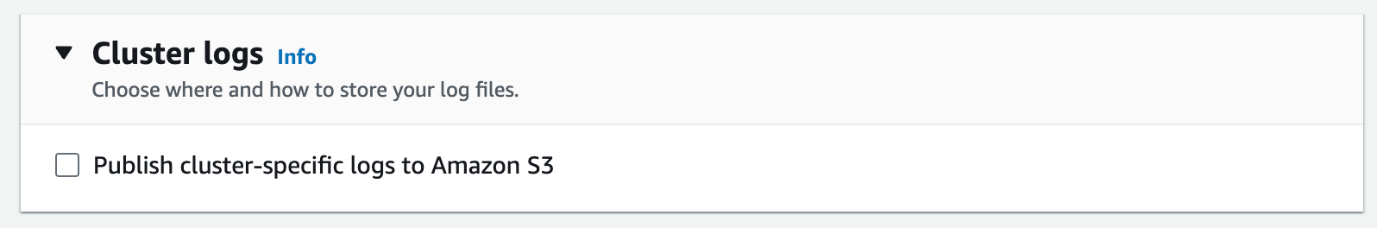 Cluster logs Info
Choose where and how to store your log files.
Publish cluster-specific logs to Amazon S3